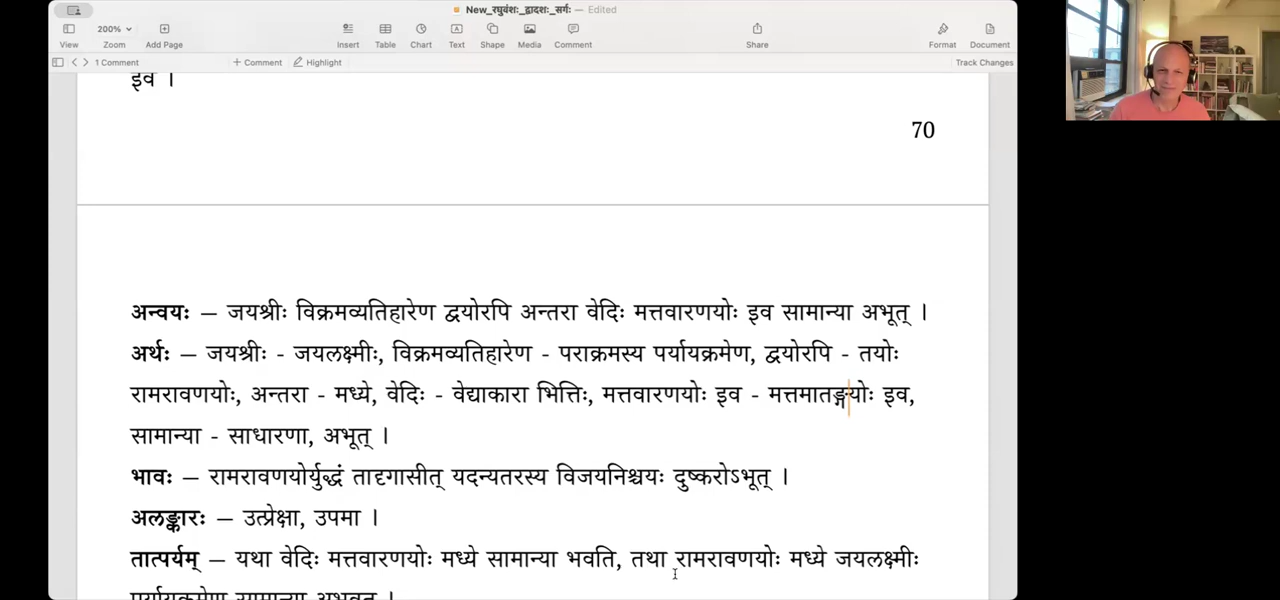 New_रघुवंशः_द्वादशः_सर्गः — Edited
200%
View Zoom Add Page Insert Table Chart Text Shape Media Comment Share Format Document
1 Comment + Comment Highlight Track Changes
इव ।
70
अन्वयः — जयश्रीः विक्रमव्यतिहारेण द्वयोरपि अन्तरा वेदिः मत्तवारणयोः इव सामान्या अभूत् ।
अर्थः — जयश्रीः - जयलक्ष्मीः, विक्रमव्यतिहारेण - पराक्रमस्य पर्यायक्रमेण, द्वयोरपि - तयोः
रामरावणयोः, अन्तरा - मध्ये, वेदिः - वेद्याकारा भित्तिः, मत्तवारणयोः इव - मत्तमातङ्गयोः इव,
सामान्या - साधारणा, अभूत् ।
भावः — रामरावणयोर्युद्धं तादृगासीत् यदन्यतरस्य विजयनिश्चयः दुष्करोऽभूत् ।
अलङ्कारः — उत्प्रेक्षा, उपमा ।
तात्पर्यम् — यथा वेदिः मत्तवारणयोः मध्ये सामान्या भवति, तथा रामरावणयोः मध्ये जयलक्ष्मीः
पर्यायक्रमेण सामान्या अभवत् ।